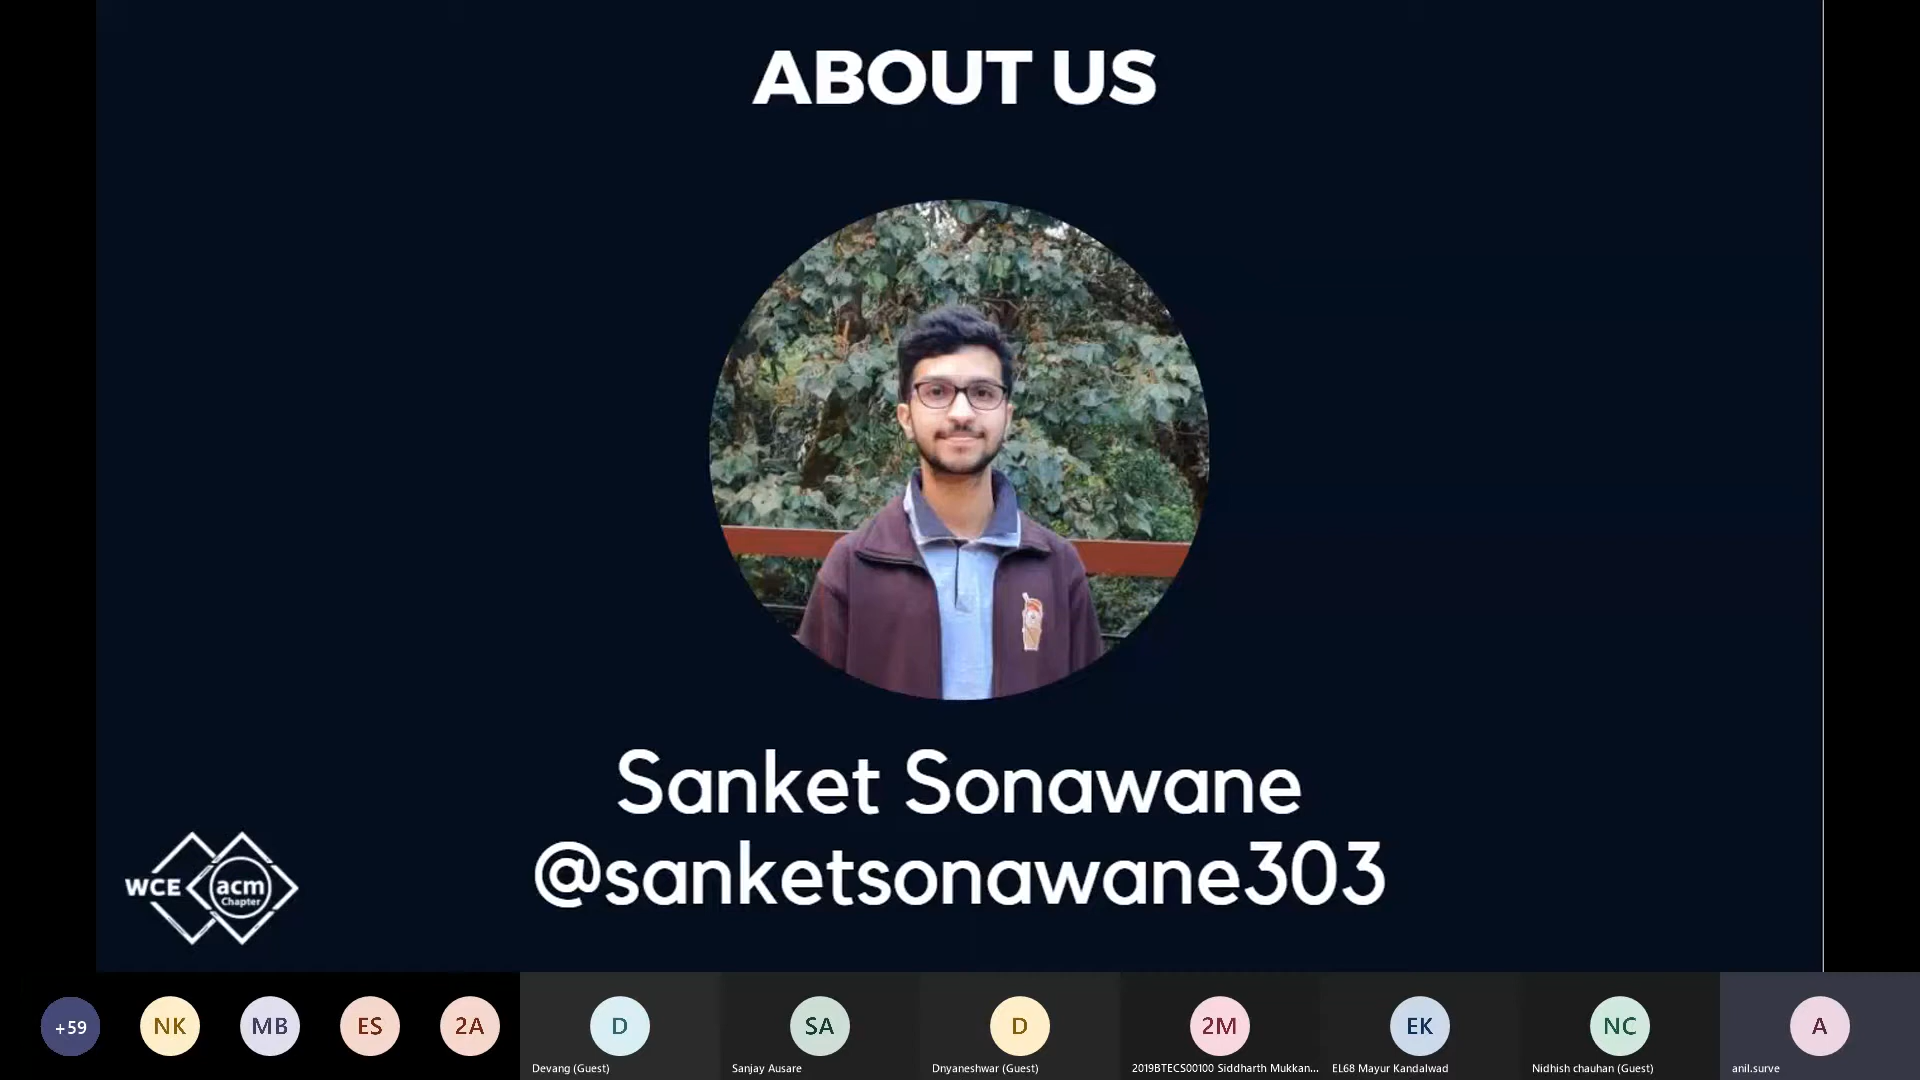 ABOUT US
Sanket Sonawane
@sanketsonawane303
WCE acm
Chapter
+59
NK
MB
ES
2A
D
SA
D
2M
EK
NC
A
Devang (Guest)
Sanjay Ausare
Dnyaneshwar (Guest)
2019BTECS00100 Siddharth Mukkan...
EL68 Mayur Kandalwad
Nidhish chauhan (Guest)
anil.surve